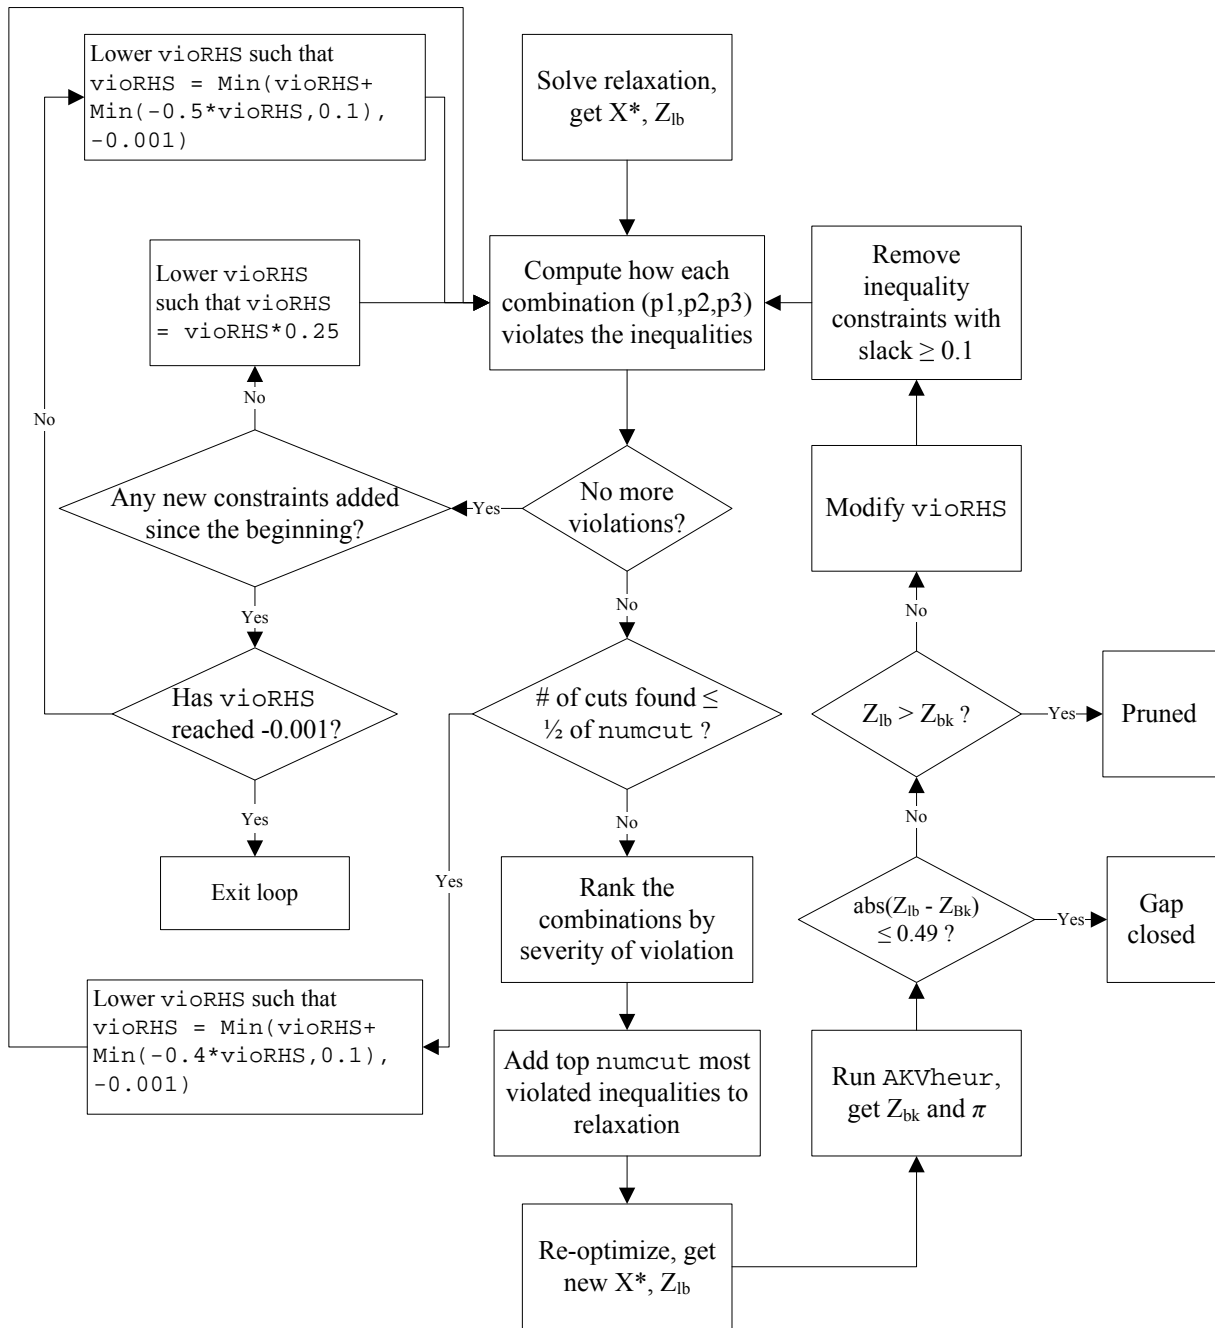 Lower vioRHS such that
vioRHS = Min(vioRHS+
Min(-0.5*vioRHS,0.1),
-0.001)
Solve relaxation,
get X*, Zlb
Lower vioRHS
such that vioRHS
= vioRHS*0.25
Compute how each
combination (p1,p2,p3)
violates the inequalities
Remove
inequality
constraints with
slack ≥ 0.1
No
No
Any new constraints added
since the beginning?
Yes
No more
violations?
Modify vioRHS
No
No
Yes
Has vioRHS
reached -0.001?
# of cuts found ≤
½ of numcut ?
Zlb > Zbk ?
Yes
Pruned
Yes
No
No
Exit loop
Yes
Rank the
combinations by
severity of violation
abs(Zlb - ZBk)
≤ 0.49 ?
Yes
Gap
closed
Lower vioRHS such that
vioRHS = Min(vioRHS+
Min(-0.4*vioRHS,0.1),
-0.001)
Add top numcut most
violated inequalities to
relaxation
Run AKVheur,
get Zbk and π
Re-optimize, get
new X*, Zlb